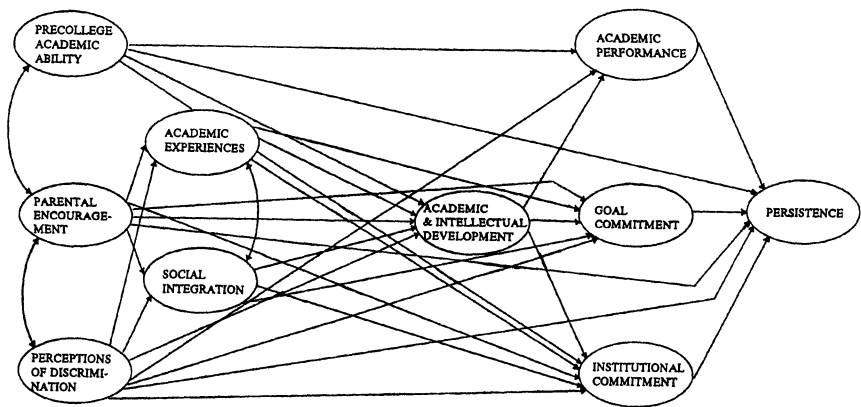 PRECOLLEGE
ACADEMIC
ABILITY
ACADEMIC
PERFORMANCE
ACADEMIC
EXPERIENCES
PARENTAL
ENCOURAGE-
MENT
ACADEMIC
& INTELLECTUAL
DEVELOPMENT
GOAL
COMMITMENT
PERSISTENCE
SOCIAL
INTEGRATION
PERCEPTIONS
OF DISCRIMI-
NATION
INSTITUTIONAL
COMMITMENT